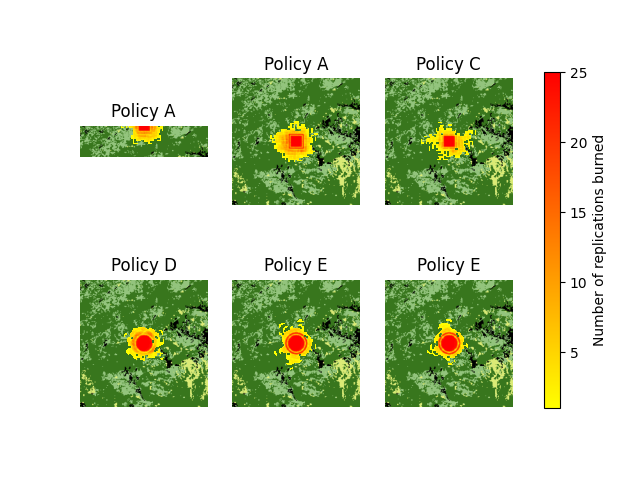 Policy A
Policy A
Policy C
Policy D
Policy E
Policy E
25
20
15
10
5
Number of replications burned